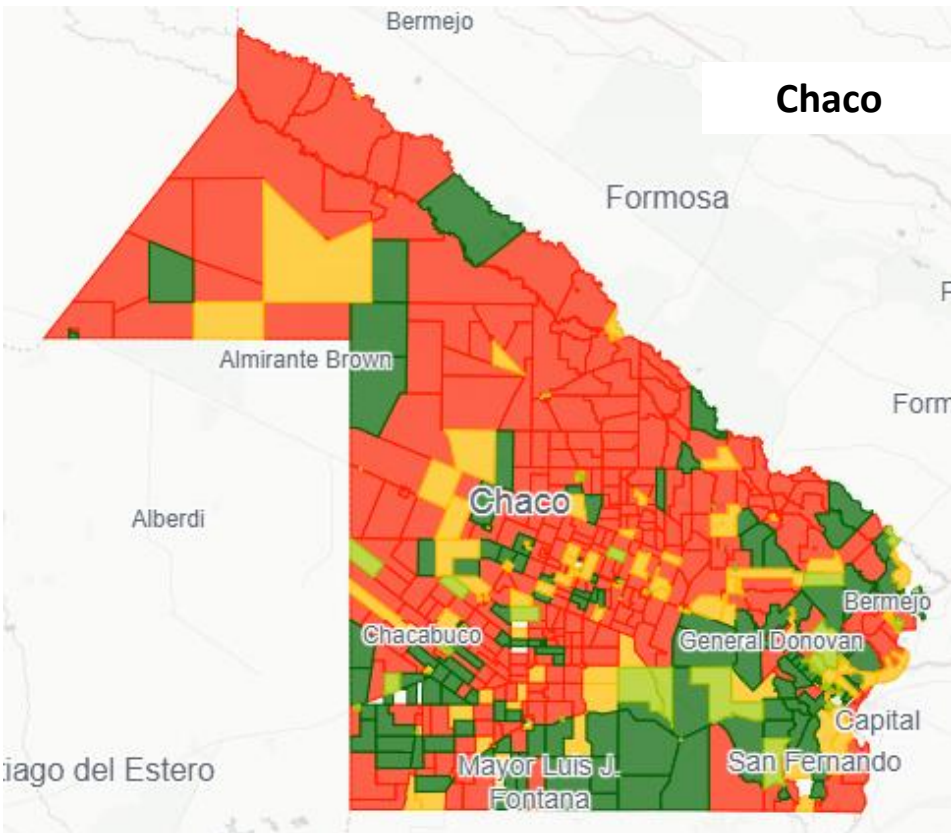 Bermejo
Chaco
Formosa
Almirante Brown
Form
Chaco
Alberdi
Bermejo
Chacabuco
General Donovan
Capital
iago del Estero
Mayor Luis J.
Fontana
San Fernando